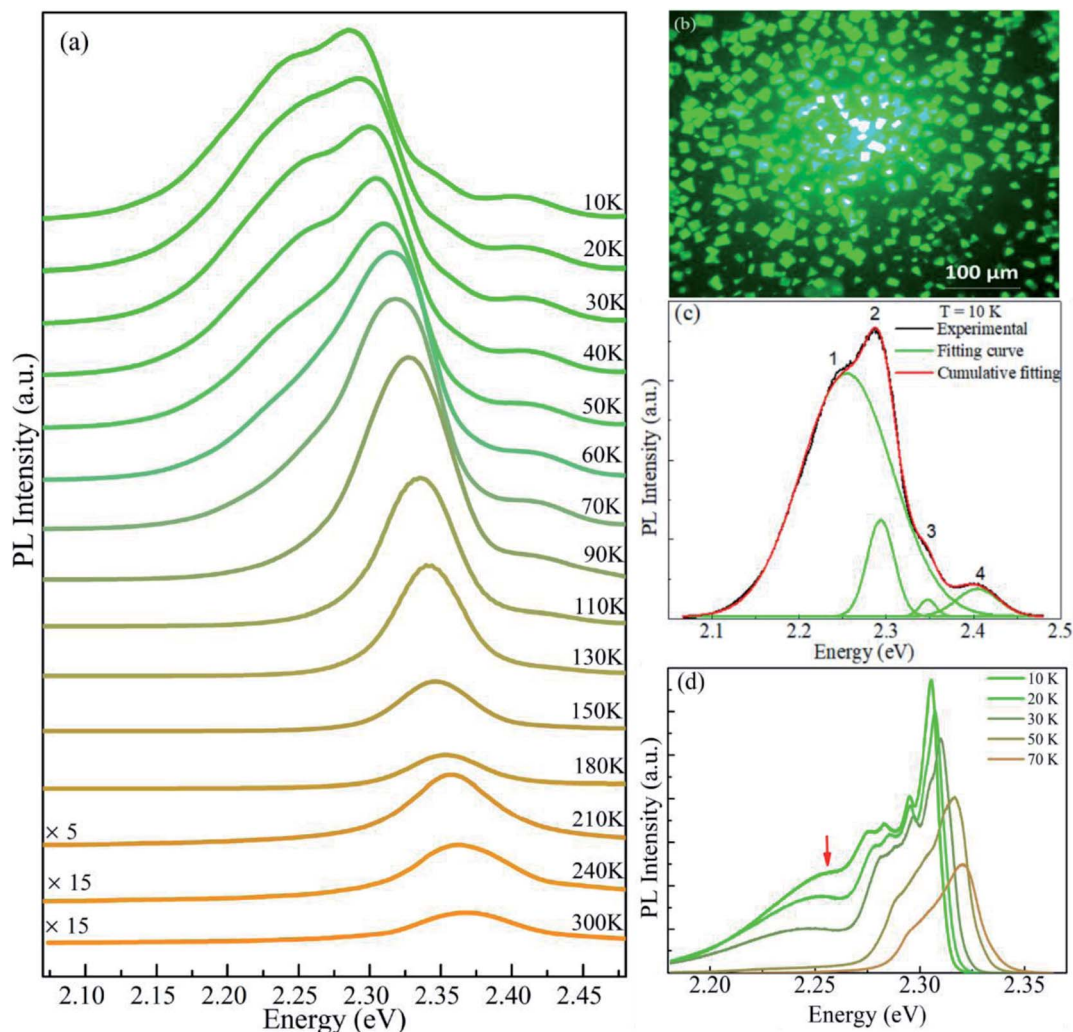 (a)
10K
20K
30K
40K
50K
60K
70K
90K
110K
130K
150K
180K
210K
× 5
240K
× 15
300K
× 15
PL Intensity (a.u.)
2.10 2.15 2.20 2.25 2.30 2.35 2.40 2.45
Energy (eV)
(b)
100 μm
(c)
T = 10 K
Experimental
Fitting curve
Cumulative fitting
1
2
3
4
PL Intensity (a.u.)
2.1 2.2 2.3 2.4 2.5
Energy (eV)
(d)
10 K
20 K
30 K
50 K
70 K
PL Intensity (a.u.)
2.20 2.25 2.30 2.35
Energy (eV)